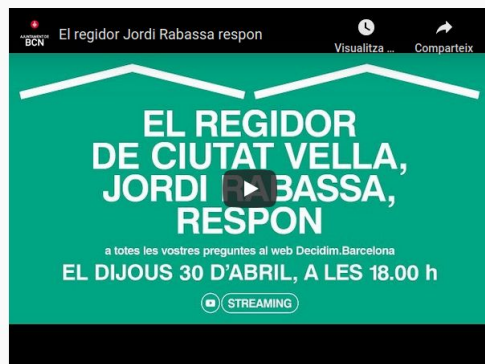 AJUNTAMENT DE
BCN
El regidor Jordi Rabassa respon
Visualitza ...
Comparteix
EL REGIDOR
DE CIUTAT VELLA,
JORDI RABASSA,
RESPON
a totes les vostres preguntes al web Decidim.Barcelona
EL DIJOUS 30 D'ABRIL, A LES 18.00 h
STREAMING